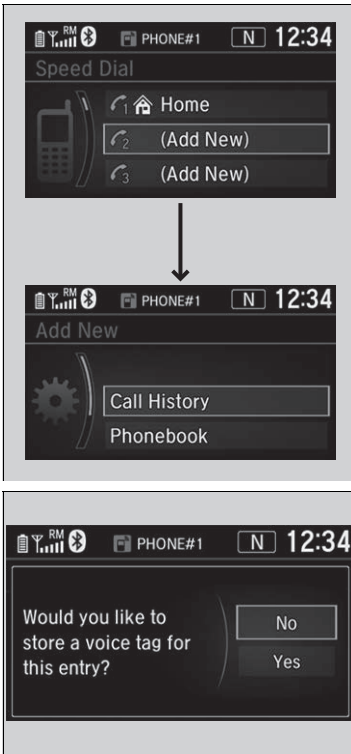 RM PHONE#1 N 12:34
Speed Dial
1 Home
2 (Add New)
3 (Add New)
RM PHONE#1 N 12:34
Add New
Call History
Phonebook
RM PHONE#1 N 12:34
Would you like to
store a voice tag for
this entry?
No
Yes